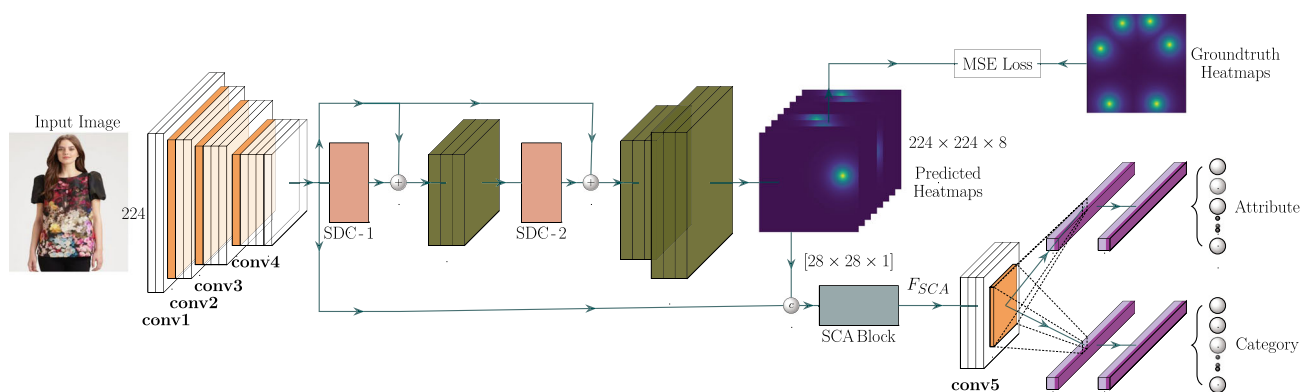 Input Image
224
conv1
conv2
conv3
conv4
SDC-1
+
SDC-2
+
MSE Loss
Groundtruth
Heatmaps
224 × 224 × 8
Predicted
Heatmaps
[28 × 28 × 1]
c
SCA Block
F_SCA
conv5
Attribute
Category